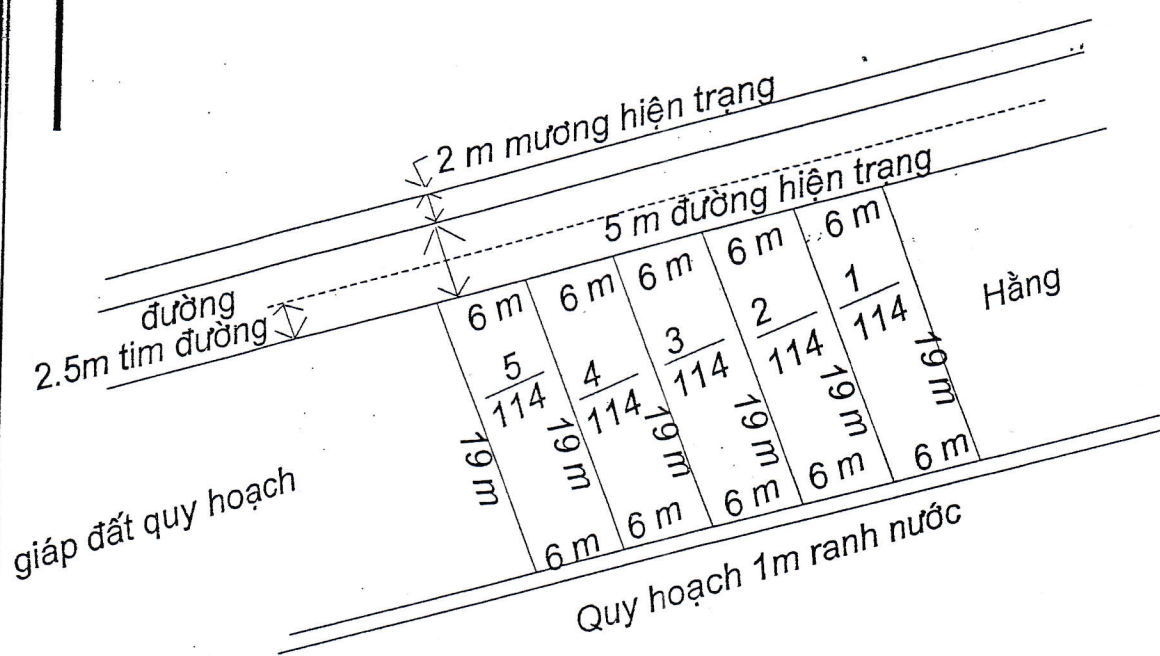 2 m mương hiện trạng
5 m đường hiện trạng
đường
2.5m tim đường
6 m 6 m 6 m 6 m 6 m
5
114
4
114
3
114
2
114
1
114
Hằng
19 m 19 m 19 m 19 m 19 m 19 m
6 m 6 m 6 m 6 m 6 m
giáp đất quy hoạch
Quy hoạch 1m ranh nước